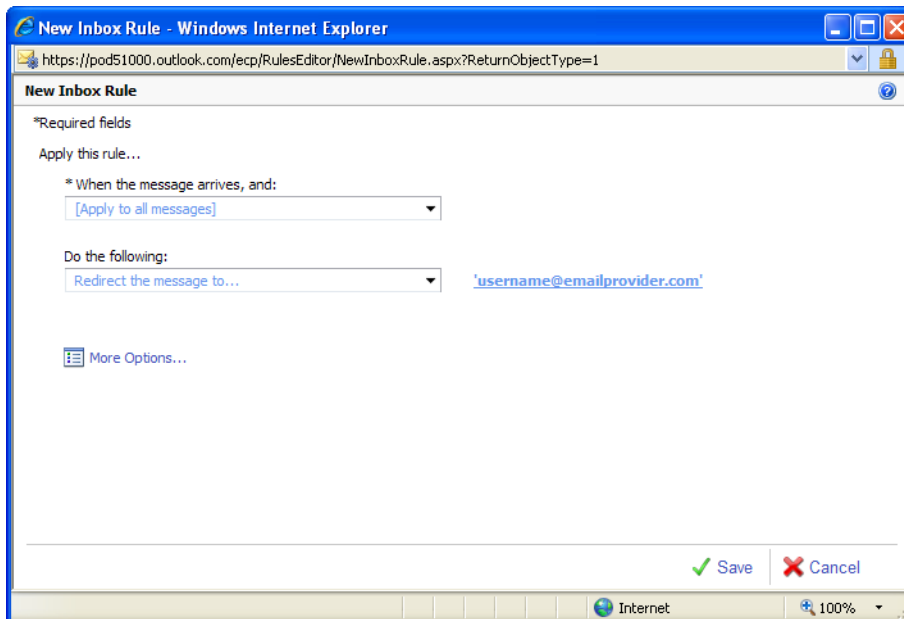 New Inbox Rule - Windows Internet Explorer
https://pod51000.outlook.com/ecp/RulesEditor/NewInboxRule.aspx?ReturnObjectType=1
New Inbox Rule
*Required fields
Apply this rule...
* When the message arrives, and:
[Apply to all messages]
Do the following:
Redirect the message to... 'username@emailprovider.com'
More Options...
Save Cancel
Internet 100%